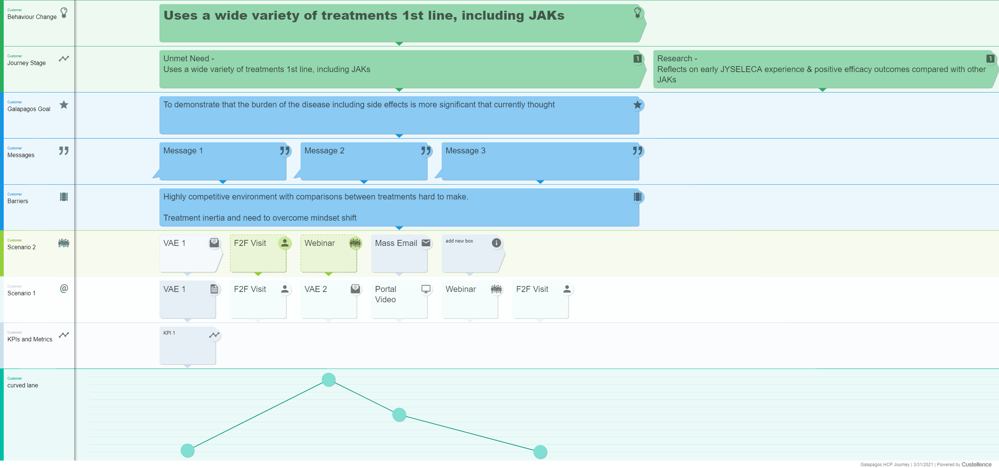 Customer
Behaviour Change
Uses a wide variety of treatments 1st line, including JAKs
Customer
Journey Stage
Unmet Need -
Uses a wide variety of treatments 1st line, including JAKs
1
Research -
Reflects on early JYSELECA experience & positive efficacy outcomes compared with other
JAKs
1
Customer
Galapagos Goal
To demonstrate that the burden of the disease including side effects is more significant that currently thought
Customer
Messages
Message 1
Message 2
Message 3
Customer
Barriers
Highly competitive environment with comparisons between treatments hard to make.
Treatment inertia and need to overcome mindset shift
Customer
Scenario 2
VAE 1
F2F Visit
Webinar
Mass Email
add new box
Customer
Scenario 1
VAE 1
F2F Visit
VAE 2
Portal
Video
Webinar
F2F Visit
Customer
KPIs and Metrics
KPI 1
Customer
curved lane
Galapagos HCP Journey | 3/31/2021 | Powered by Custellence